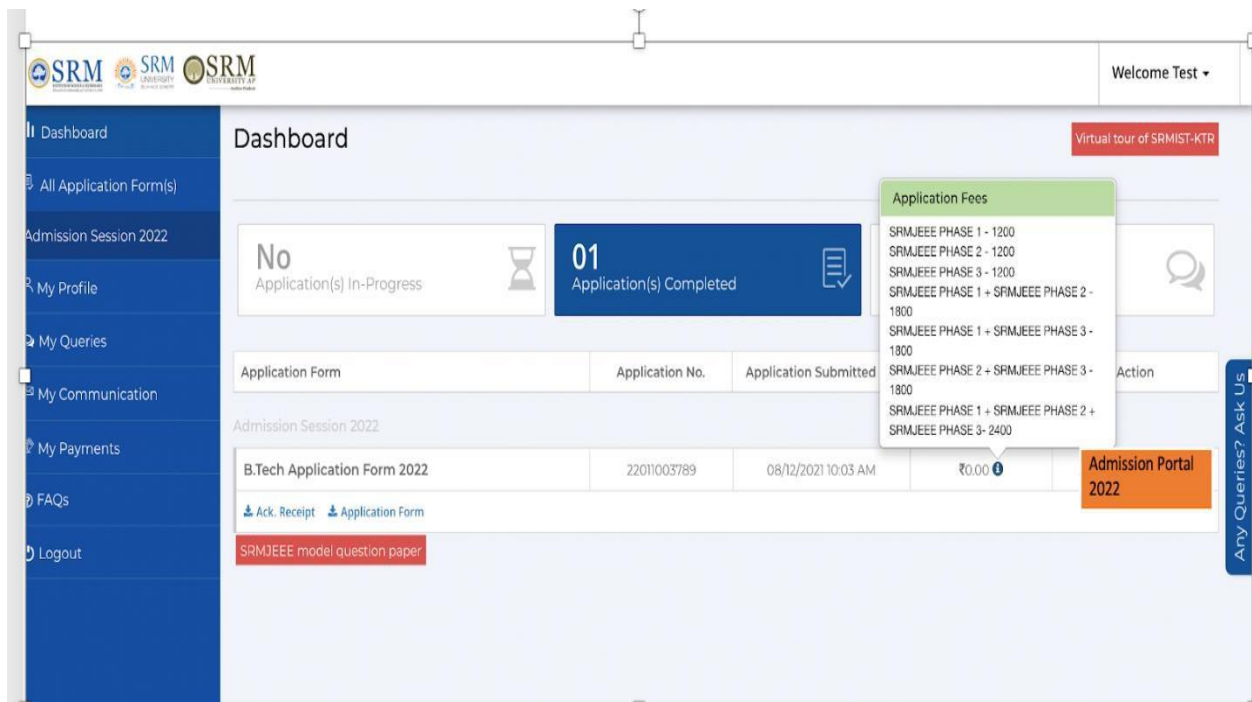 SRM SRM SRM
UNIVERSITY UNIVERSITY AP
Welcome Test
Dashboard
All Application Form(s)
Admission Session 2022
My Profile
My Queries
My Communication
My Payments
FAQs
Logout
Dashboard
Virtual tour of SRMIST-KTR
No
Application(s) In-Progress
01
Application(s) Completed
Application Fees
SRMJEEE PHASE 1 - 1200
SRMJEEE PHASE 2 - 1200
SRMJEEE PHASE 3 - 1200
SRMJEEE PHASE 1 + SRMJEEE PHASE 2 -
1800
SRMJEEE PHASE 1 + SRMJEEE PHASE 3 -
1800
SRMJEEE PHASE 2 + SRMJEEE PHASE 3 -
1800
SRMJEEE PHASE 1 + SRMJEEE PHASE 2 +
SRMJEEE PHASE 3- 2400
Application Form Application No. Application Submitted Action
Admission Session 2022
B.Tech Application Form 2022 22011003789 08/12/2021 10:03 AM ₹0.00
Admission Portal
2022
Ack. Receipt Application Form
SRMJEEE model question paper
Any Queries? Ask Us